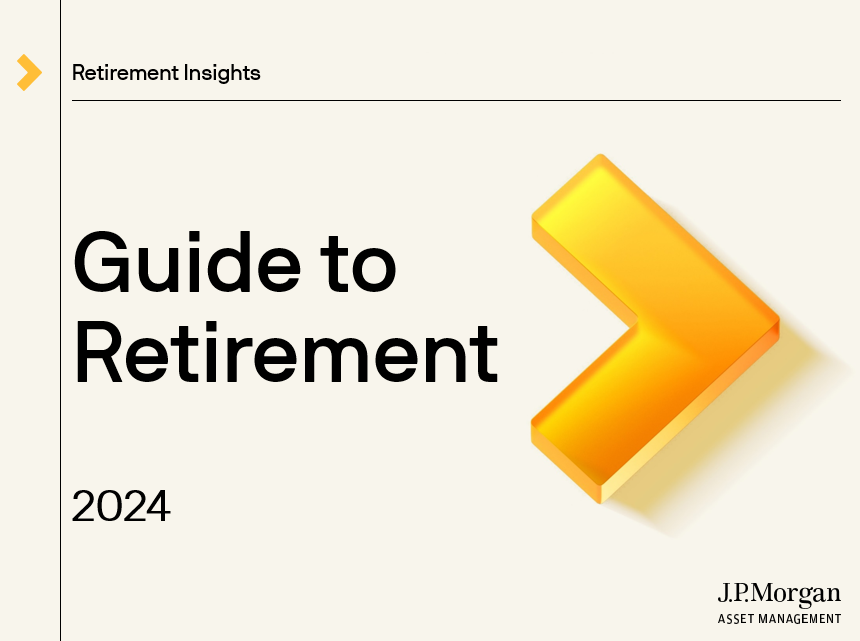 Retirement Insights
Guide to
Retirement
2024
J.P.Morgan
ASSET MANAGEMENT